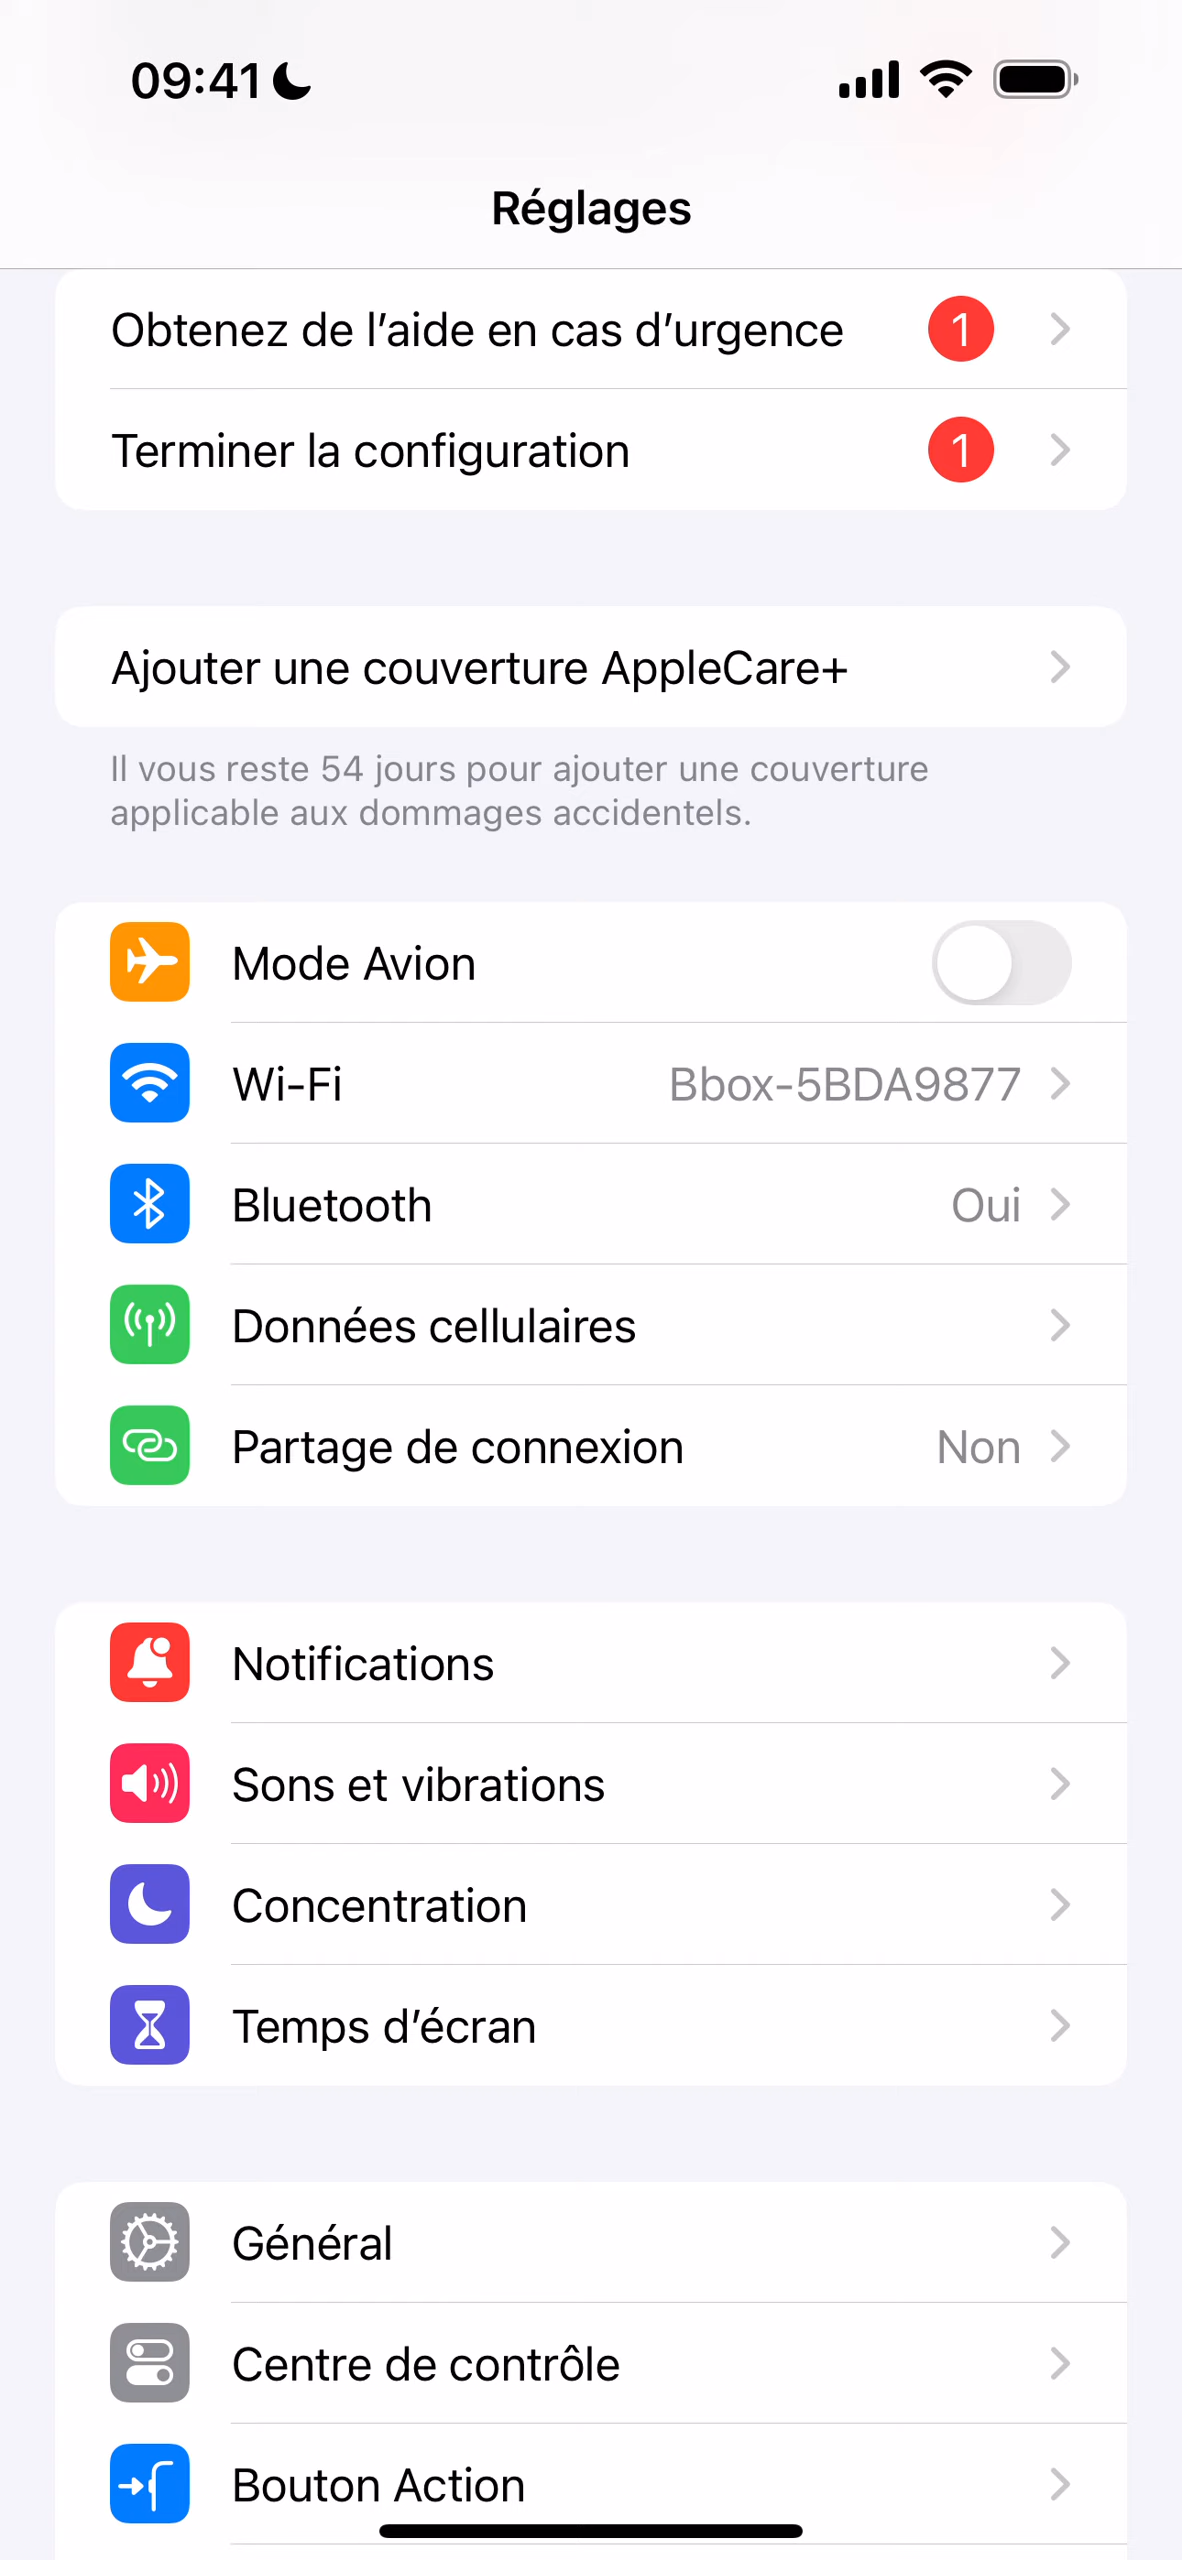 09:41
Réglages
Obtenez de l’aide en cas d’urgence 1
Terminer la configuration 1
Ajouter une couverture AppleCare+
Il vous reste 54 jours pour ajouter une couverture
applicable aux dommages accidentels.
Mode Avion
Wi-Fi Bbox-5BDA9877
Bluetooth Oui
Données cellulaires
Partage de connexion Non
Notifications
Sons et vibrations
Concentration
Temps d’écran
Général
Centre de contrôle
Bouton Action